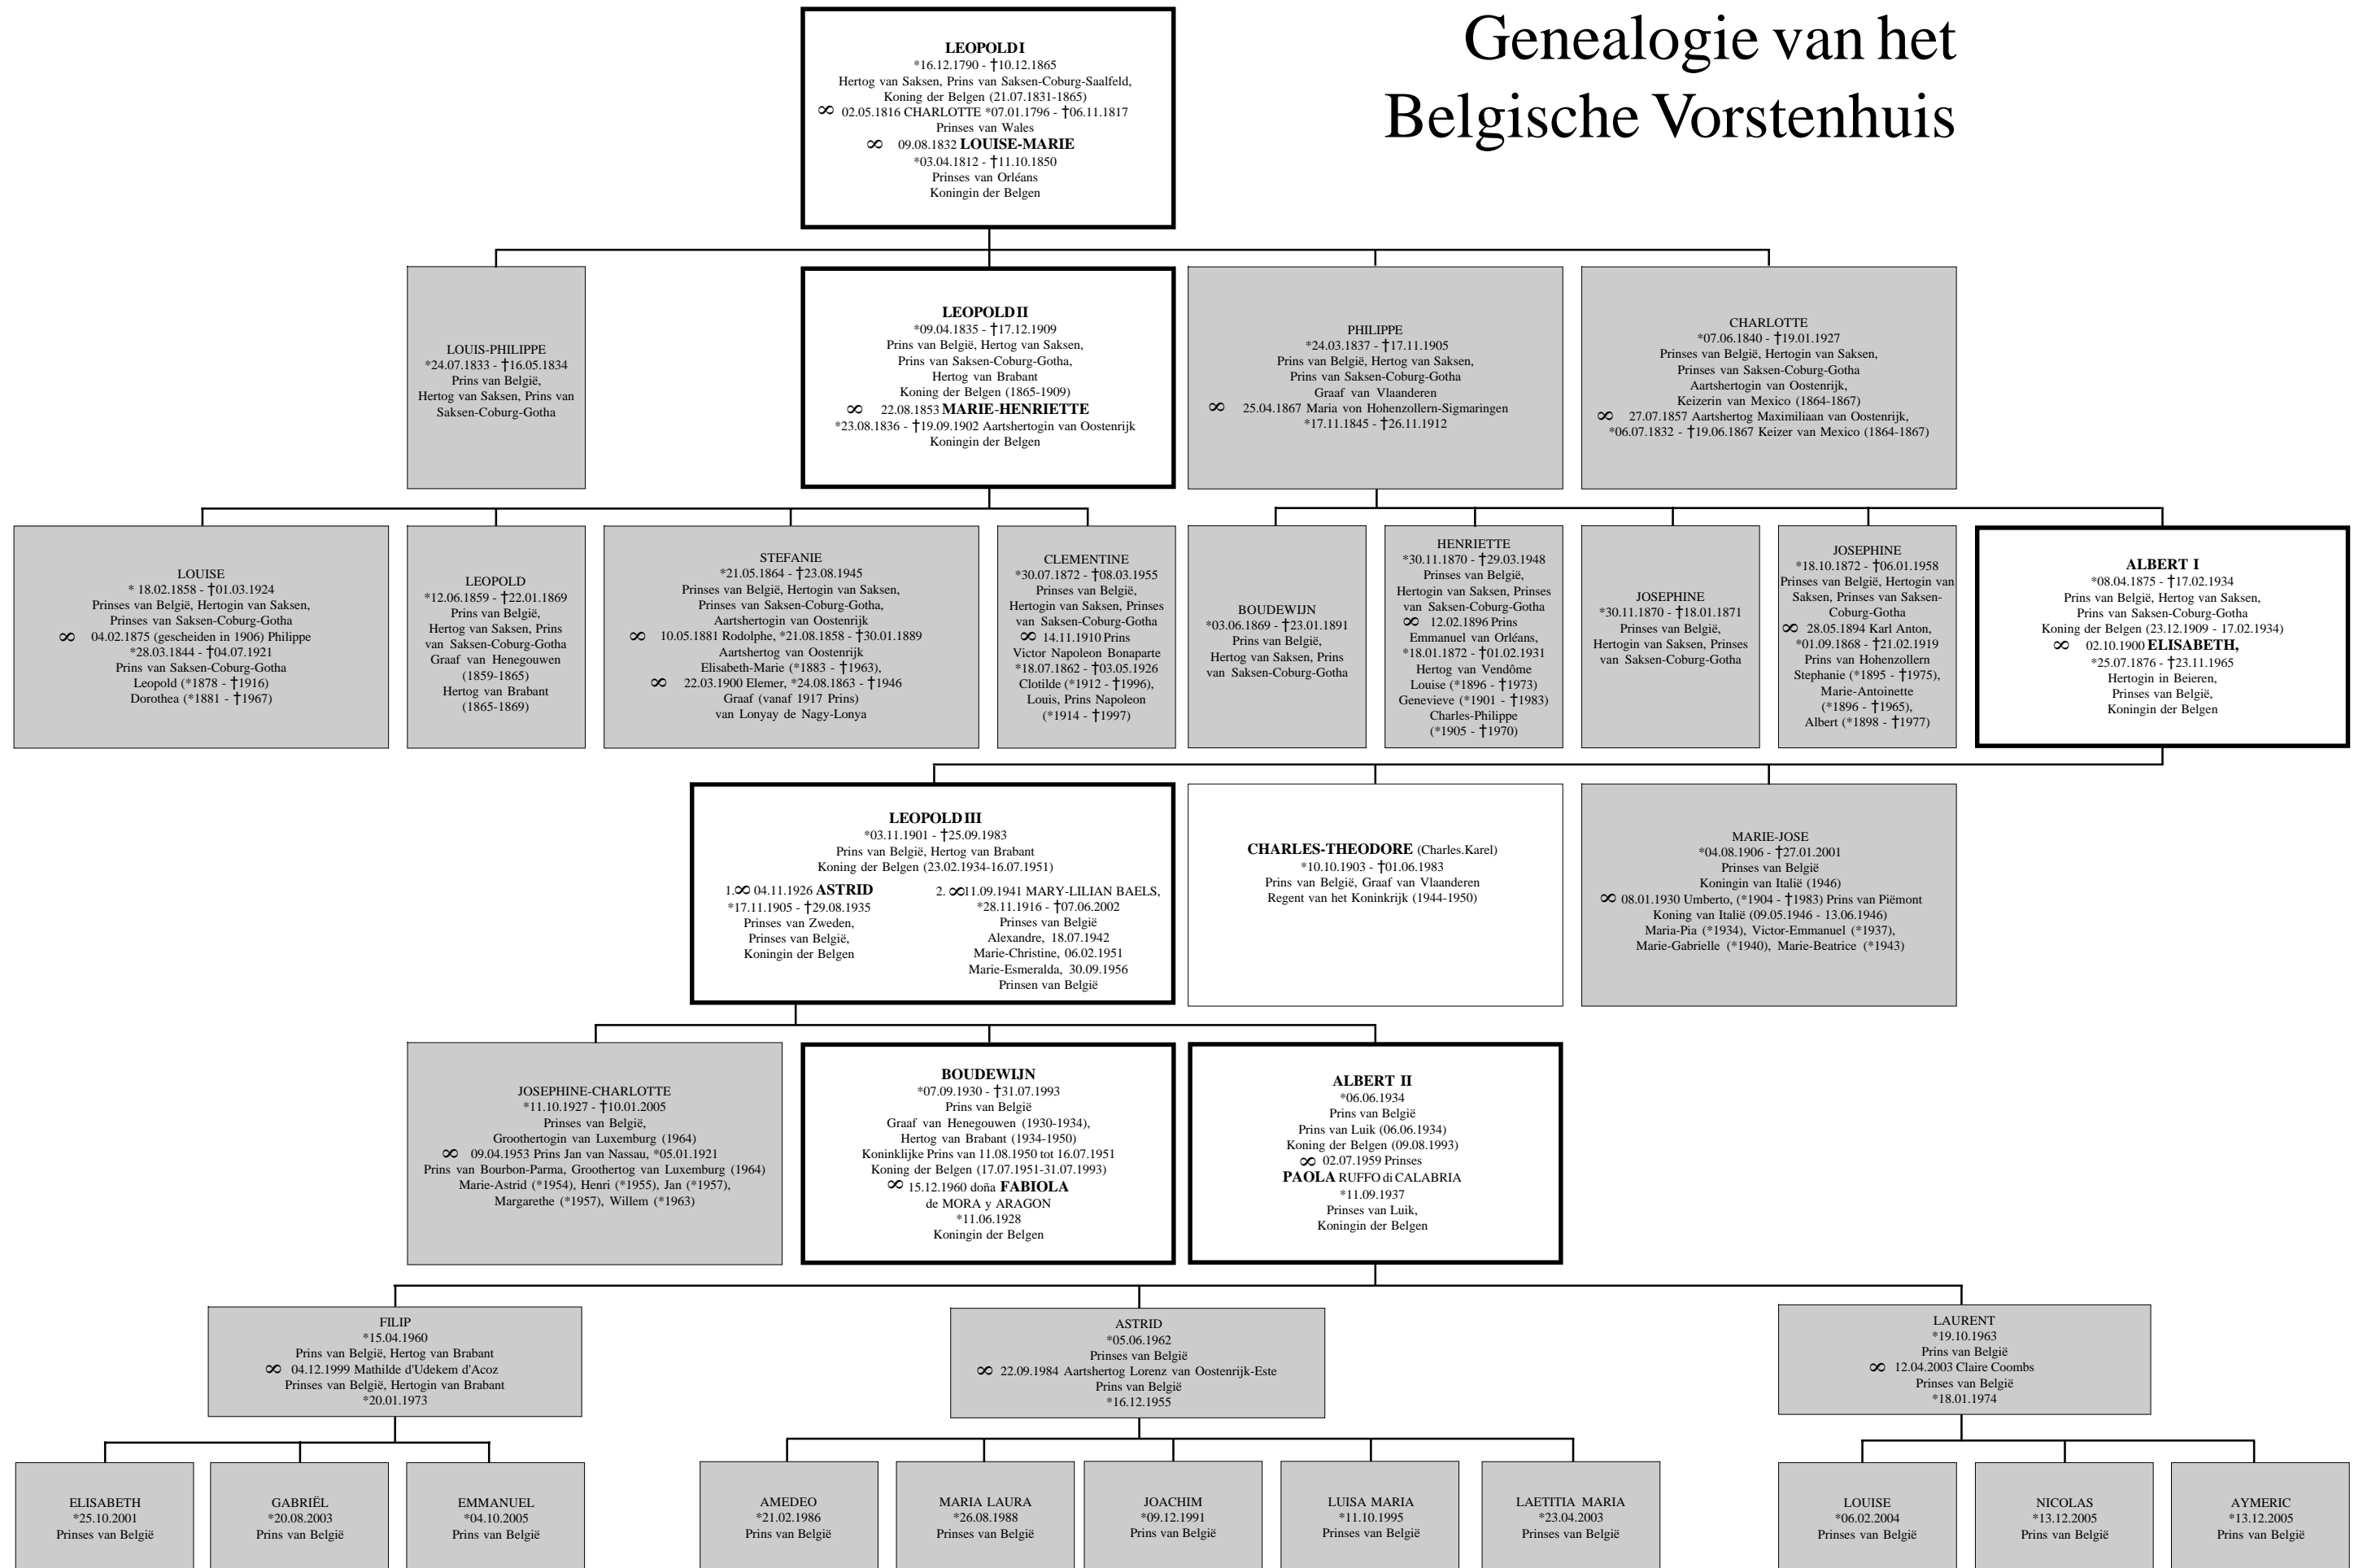 Genealogie van het
Belgische Vorstenhuis
LEOPOLD I
*16.12.1790 - †10.12.1865
Hertog van Saksen, Prins van Saksen-Coburg-Saalfeld,
Koning der Belgen (21.07.1831-1865)
∞ 02.05.1816 CHARLOTTE *07.01.1796 - †06.11.1817
Prinses van Wales
∞ 09.08.1832 LOUISE-MARIE
*03.04.1812 - †11.10.1850
Prinses van Orléans
Koningin der Belgen
LOUIS-PHILIPPE
*24.07.1833 - †16.05.1834
Prins van België,
Hertog van Saksen, Prins van
Saksen-Coburg-Gotha
LEOPOLD II
*09.04.1835 - †17.12.1909
Prins van België, Hertog van Saksen,
Prins van Saksen-Coburg-Gotha,
Hertog van Brabant
Koning der Belgen (1865-1909)
∞ 22.08.1853 MARIE-HENRIETTE
*23.08.1836 - †19.09.1902 Aartshertogin van Oostenrijk
Koningin der Belgen
PHILIPPE
*24.03.1837 - †17.11.1905
Prins van België, Hertog van Saksen,
Prins van Saksen-Coburg-Gotha
Graaf van Vlaanderen
∞ 25.04.1867 Maria von Hohenzollern-Sigmaringen
*17.11.1845 - †26.11.1912
CHARLOTTE
*07.06.1840 - †19.01.1927
Prinses van België, Hertogin van Saksen,
Prinses van Saksen-Coburg-Gotha
Aartshertogin van Oostenrijk,
Keizerin van Mexico (1864-1867)
∞ 27.07.1857 Aartshertog Maximiliaan van Oostenrijk,
*06.07.1832 - †19.06.1867 Keizer van Mexico (1864-1867)
LOUISE
* 18.02.1858 - †01.03.1924
Prinses van België, Hertogin van Saksen,
Prinses van Saksen-Coburg-Gotha
∞ 04.02.1875 (gescheiden in 1906) Philippe
*28.03.1844 - †04.07.1921
Prins van Saksen-Coburg-Gotha
Leopold (*1878 - †1916)
Dorothea (*1881 - †1967)
LEOPOLD
*12.06.1859 - †22.01.1869
Prins van België,
Hertog van Saksen, Prins
van Saksen-Coburg-Gotha
Graaf van Henegouwen
(1859-1865)
Hertog van Brabant
(1865-1869)
STEFANIE
*21.05.1864 - †23.08.1945
Prinses van België, Hertogin van Saksen,
Prinses van Saksen-Coburg-Gotha,
Aartshertogin van Oostenrijk
∞ 10.05.1881 Rodolphe, *21.08.1858 - †30.01.1889
Aartshertog van Oostenrijk
Elisabeth-Marie (*1883 - †1963),
∞ 22.03.1900 Elemer, *24.08.1863 - †1946
Graaf (vanaf 1917 Prins)
van Lonyay de Nagy-Lonya
CLEMENTINE
*30.07.1872 - †08.03.1955
Prinses van België,
Hertogin van Saksen, Prinses
van Saksen-Coburg-Gotha
∞ 14.11.1910 Prins
Victor Napoleon Bonaparte
*18.07.1862 - †03.05.1926
Clotilde (*1912 - †1996),
Louis, Prins Napoleon
(*1914 - †1997)
BOUDEWIJN
*03.06.1869 - †23.01.1891
Prins van België,
Hertog van Saksen, Prins
van Saksen-Coburg-Gotha
HENRIETTE
*30.11.1870 - †29.03.1948
Prinses van België,
Hertogin van Saksen, Prinses
van Saksen-Coburg-Gotha
∞ 12.02.1896 Prins
Emmanuel van Orléans,
*18.01.1872 - †01.02.1931
Hertog van Vendôme
Louise (*1896 - †1973)
Genevieve (*1901 - †1983)
Charles-Philippe
(*1905 - †1970)
JOSEPHINE
*30.11.1870 - †18.01.1871
Prinses van België,
Hertogin van Saksen, Prinses
van Saksen-Coburg-Gotha
JOSEPHINE
*18.10.1872 - †06.01.1958
Prinses van België, Hertogin van
Saksen, Prinses van Saksen-
Coburg-Gotha
∞ 28.05.1894 Karl Anton,
*01.09.1868 - †21.02.1919
Prins van Hohenzollern
Stephanie (*1895 - †1975),
Marie-Antoinette
(*1896 - †1965),
Albert (*1898 - †1977)
ALBERT I
*08.04.1875 - †17.02.1934
Prins van België, Hertog van Saksen,
Prins van Saksen-Coburg-Gotha
Koning der Belgen (23.12.1909 - 17.02.1934)
∞ 02.10.1900 ELISABETH,
*25.07.1876 - †23.11.1965
Hertogin in Beieren,
Prinses van België,
Koningin der Belgen
LEOPOLD III
*03.11.1901 - †25.09.1983
Prins van België, Hertog van Brabant
Koning der Belgen (23.02.1934-16.07.1951)
1.∞ 04.11.1926 ASTRID
*17.11.1905 - †29.08.1935
Prinses van Zweden,
Prinses van België,
Koningin der Belgen
2. ∞11.09.1941 MARY-LILIAN BAELS,
*28.11.1916 - †07.06.2002
Prinses van België
Alexandre, 18.07.1942
Marie-Christine, 06.02.1951
Marie-Esmeralda, 30.09.1956
Prinsen van België
CHARLES-THEODORE (Charles.Karel)
*10.10.1903 - †01.06.1983
Prins van België, Graaf van Vlaanderen
Regent van het Koninkrijk (1944-1950)
MARIE-JOSE
*04.08.1906 - †27.01.2001
Prinses van België
Koningin van Italië (1946)
∞ 08.01.1930 Umberto, (*1904 - †1983) Prins van Piëmont
Koning van Italië (09.05.1946 - 13.06.1946)
Maria-Pia (*1934), Victor-Emmanuel (*1937),
Marie-Gabrielle (*1940), Marie-Beatrice (*1943)
JOSEPHINE-CHARLOTTE
*11.10.1927 - †10.01.2005
Prinses van België,
Groothertogin van Luxemburg (1964)
∞ 09.04.1953 Prins Jan van Nassau, *05.01.1921
Prins van Bourbon-Parma, Groothertog van Luxemburg (1964)
Marie-Astrid (*1954), Henri (*1955), Jan (*1957),
Margarethe (*1957), Willem (*1963)
BOUDEWIJN
*07.09.1930 - †31.07.1993
Prins van België
Graaf van Henegouwen (1930-1934),
Hertog van Brabant (1934-1950)
Koninklijke Prins van 11.08.1950 tot 16.07.1951
Koning der Belgen (17.07.1951-31.07.1993)
∞ 15.12.1960 doña FABIOLA
de MORA y ARAGON
*11.06.1928
Koningin der Belgen
ALBERT II
*06.06.1934
Prins van België
Prins van Luik (06.06.1934)
Koning der Belgen (09.08.1993)
∞ 02.07.1959 Prinses
PAOLA RUFFO di CALABRIA
*11.09.1937
Prinses van Luik,
Koningin der Belgen
FILIP
*15.04.1960
Prins van België, Hertog van Brabant
∞ 04.12.1999 Mathilde d'Udekem d'Acoz
Prinses van België, Hertogin van Brabant
*20.01.1973
ASTRID
*05.06.1962
Prinses van België
∞ 22.09.1984 Aartshertog Lorenz van Oostenrijk-Este
Prins van België
*16.12.1955
LAURENT
*19.10.1963
Prins van België
∞ 12.04.2003 Claire Coombs
Prinses van België
*18.01.1974
ELISABETH
*25.10.2001
Prinses van België
GABRIËL
*20.08.2003
Prins van België
EMMANUEL
*04.10.2005
Prins van België
AMEDEO
*21.02.1986
Prins van België
MARIA LAURA
*26.08.1988
Prinses van België
JOACHIM
*09.12.1991
Prins van België
LUISA MARIA
*11.10.1995
Prinses van België
LAETITIA MARIA
*23.04.2003
Prinses van België
LOUISE
*06.02.2004
Prinses van België
NICOLAS
*13.12.2005
Prins van België
AYMERIC
*13.12.2005
Prins van België